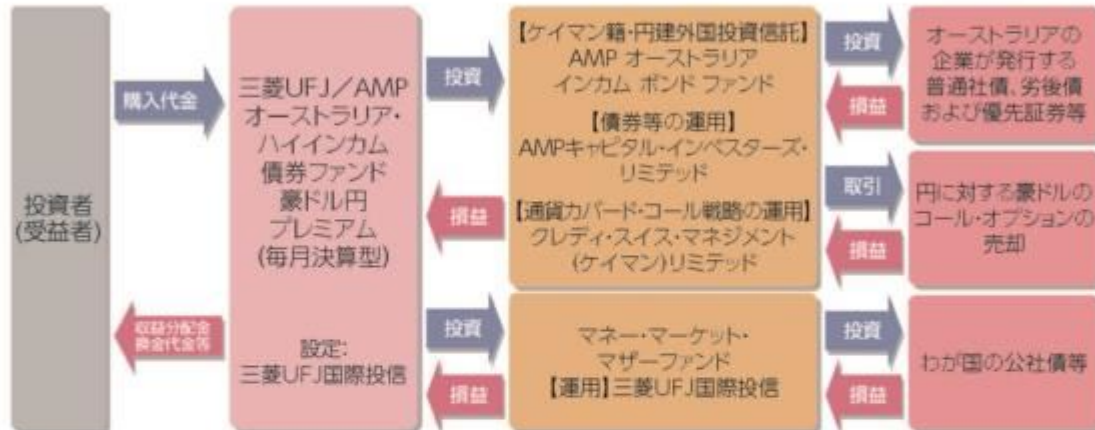 投資者
(受益者)
購入代金
収益分配金
換金代金等
三菱UFJ／AMP
オーストラリア・
ハイインカム
債券ファンド
豪ドル円
プレミアム
(毎月決算型)
設定:
三菱UFJ国際投信
投資
損益
投資
損益
【ケイマン籍・円建外国投資信託】
AMP オーストラリア
インカム ボンド ファンド
【債券等の運用】
AMPキャピタル・インベスターズ・
リミテッド
【通貨カバード・コール戦略の運用】
クレディ・スイス・マネジメント
(ケイマン)リミテッド
マネー・マーケット・
マザーファンド
【運用】三菱UFJ国際投信
投資
損益
取引
損益
投資
損益
オーストラリアの
企業が発行する
普通社債、劣後債
および優先証券等
円に対する豪ドルの
コール・オプションの
売却
わが国の公社債等